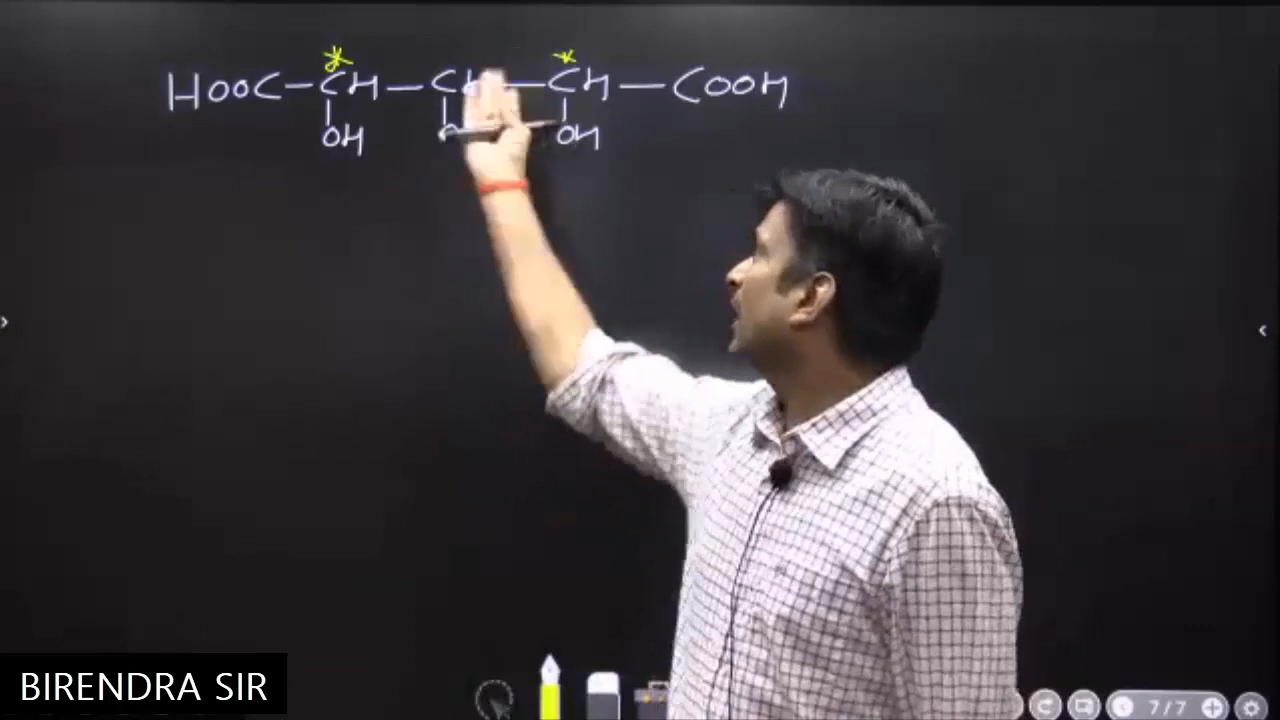 * *
HOOC—CH—CH—CH—COOH
OH OH
BIRENDRA SIR
7/7